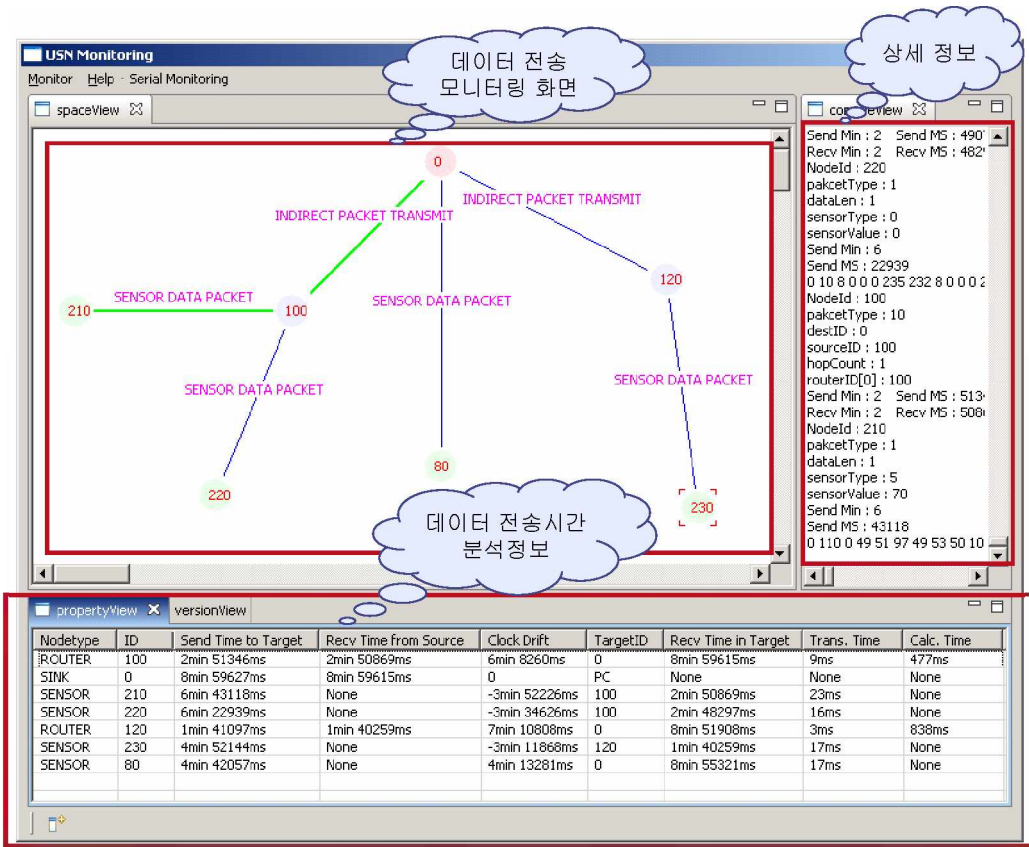 USN Monitoring
Monitor Help Serial Monitoring
데이터 전송
모니터링 화면
상세 정보
spaceView
0
INDIRECT PACKET TRANSMIT
INDIRECT PACKET TRANSMIT
120
SENSOR DATA PACKET
SENSOR DATA PACKET
210
100
SENSOR DATA PACKET
SENSOR DATA PACKET
80
220
230
데이터 전송시간
분석정보
Send Min : 2 Send MS : 490
Recv Min : 2 Recv MS : 482
NodeId : 220
pakcetType : 1
dataLen : 1
sensorType : 0
sensorValue : 0
Send Min : 6
Send MS : 22939
0 10 8 0 0 0 235 232 8 0 0 0 2
NodeId : 100
pakcetType : 10
destID : 0
sourceID : 100
hopCount : 1
routerID[0] : 100
Send Min : 2 Send MS : 513
Recv Min : 2 Recv MS : 508
NodeId : 210
pakcetType : 1
dataLen : 1
sensorType : 5
sensorValue : 70
Send Min : 6
Send MS : 43118
0 110 0 49 51 97 49 53 50 10
propertyView versionView
Nodetype ID Send Time to Target Recv Time from Source Clock Drift TargetID Recv Time in Target Trans. Time Calc. Time
ROUTER 100 2min 51346ms 2min 50869ms 6min 8260ms 0 8min 59615ms 9ms 477ms
SINK 0 8min 59627ms 8min 59615ms 0 PC None None None
SENSOR 210 6min 43118ms None -3min 52226ms 100 2min 50869ms 23ms None
SENSOR 220 6min 22939ms None -3min 34626ms 100 2min 48297ms 16ms None
ROUTER 120 1min 41097ms 1min 40259ms 7min 10808ms 0 8min 51908ms 3ms 838ms
SENSOR 230 4min 52144ms None -3min 11868ms 120 1min 40259ms 17ms None
SENSOR 80 4min 42057ms None 4min 13281ms 0 8min 55321ms 17ms None